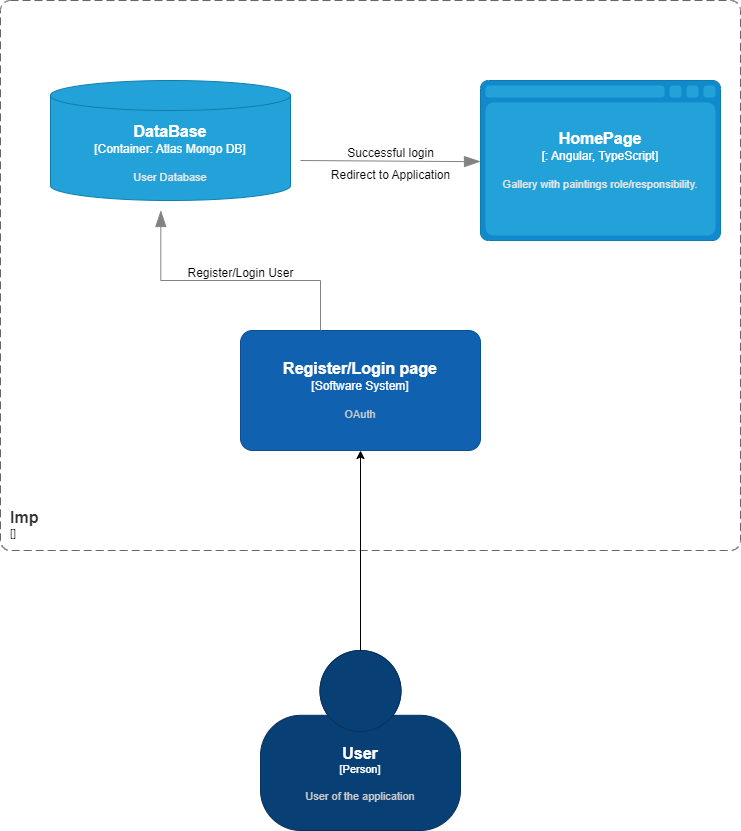 DataBase
[Container: Atlas Mongo DB]
User Database
Successful login
Redirect to Application
HomePage
[: Angular, TypeScript]
Gallery with paintings role/responsibility.
Register/Login User
Register/Login page
[Software System]
OAuth
Imp
[]
User
[Person]
User of the application